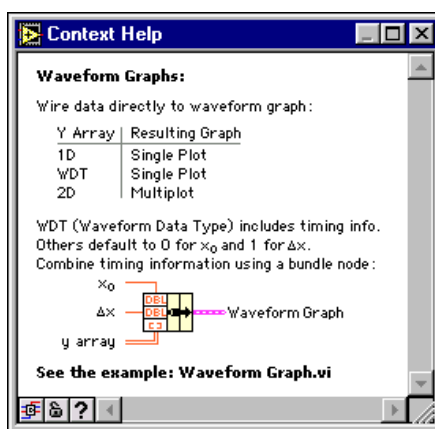 Context Help
Waveform Graphs:
Wire data directly to waveform graph:
Y Array Resulting Graph
1D Single Plot
WDT Single Plot
2D Multiplot
WDT (Waveform Data Type) includes timing info.
Others default to 0 for x₀ and 1 for Δx.
Combine timing information using a bundle node:
x₀
DBL
Δx DBL Waveform Graph
y array
See the example: Waveform Graph.vi
?